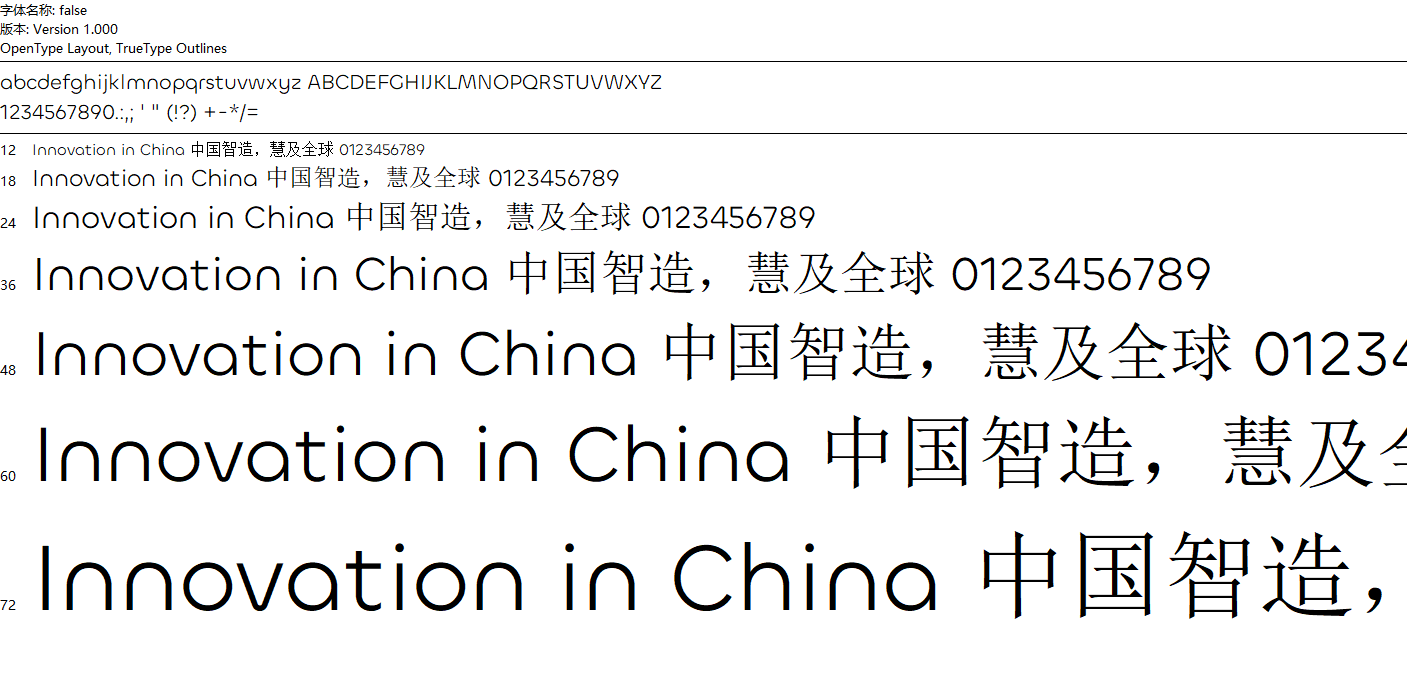 字体名称: false
版本: Version 1.000
OpenType Layout, TrueType Outlines
abcdefghijklmnopqrstuvwxyz ABCDEFGHIJKLMNOPQRSTUVWXYZ
1234567890.:,; ' " (!?) +-*/=
12 Innovation in China 中国智造，慧及全球 0123456789
18 Innovation in China 中国智造，慧及全球 0123456789
24 Innovation in China 中国智造，慧及全球 0123456789
36 Innovation in China 中国智造，慧及全球 0123456789
48 Innovation in China 中国智造，慧及全球 01234
60 Innovation in China 中国智造，慧及全
72 Innovation in China 中国智造，